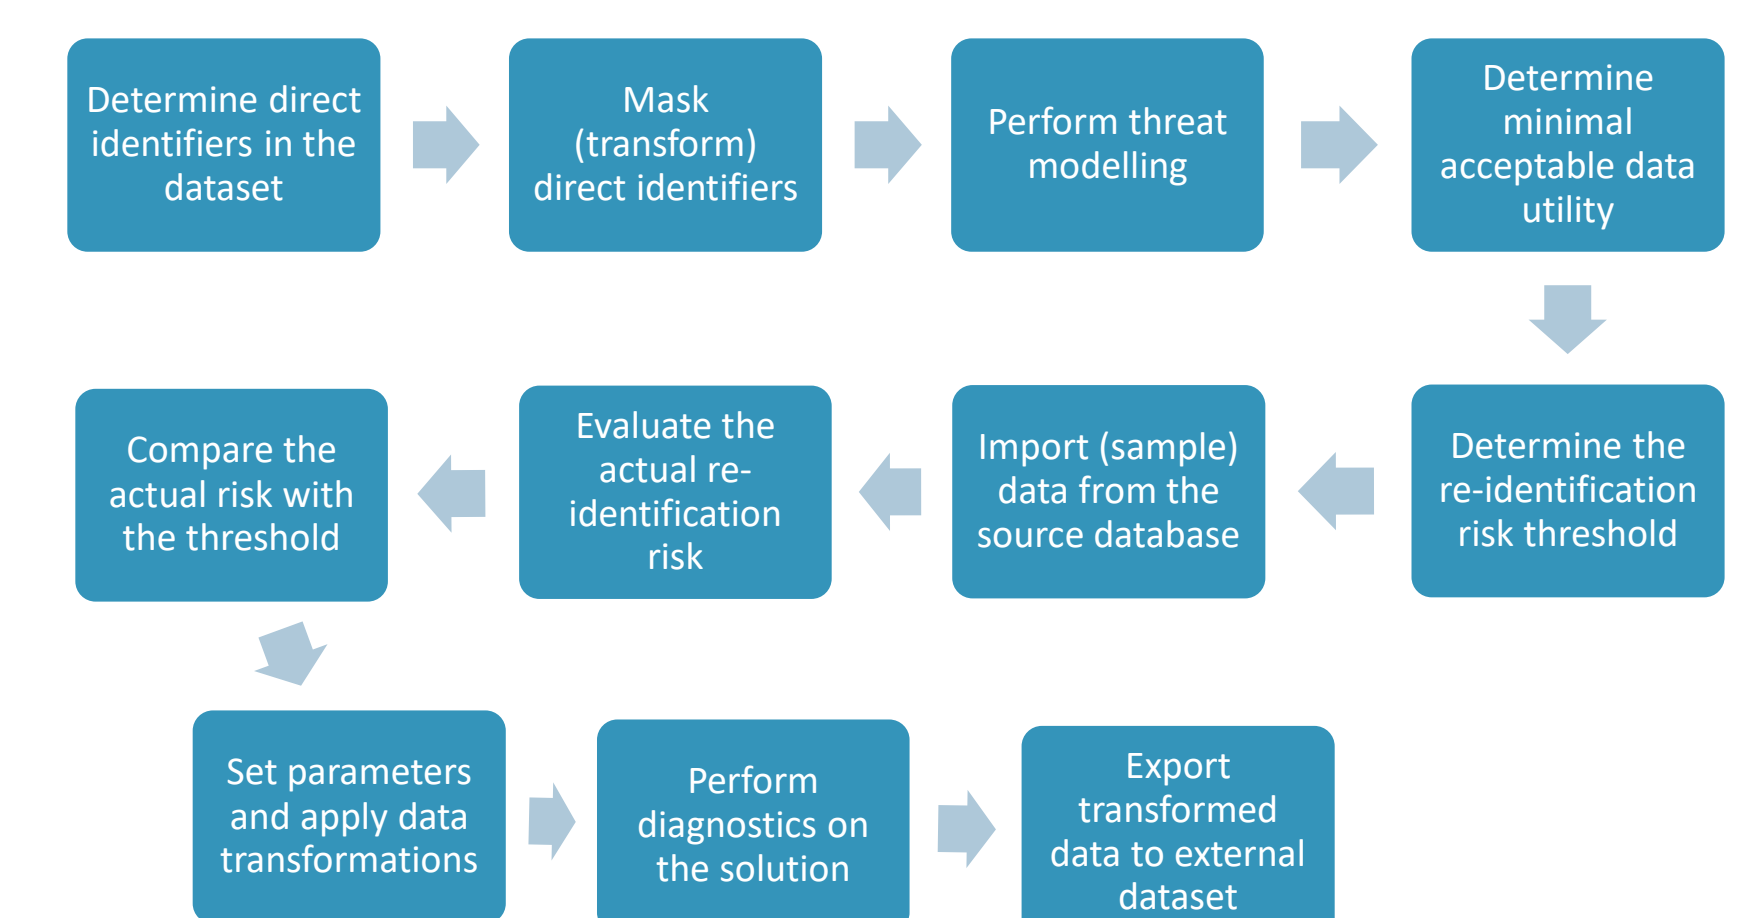 Determine direct
identifiers in the
dataset
Mask
(transform)
direct identifiers
Perform threat
modelling
Determine
minimal
acceptable data
utility
Determine the
re-identification
risk threshold
Import (sample)
data from the
source database
Evaluate the
actual re-
identification
risk
Compare the
actual risk with
the threshold
Set parameters
and apply data
transformations
Perform
diagnostics on
the solution
Export
transformed
data to external
dataset